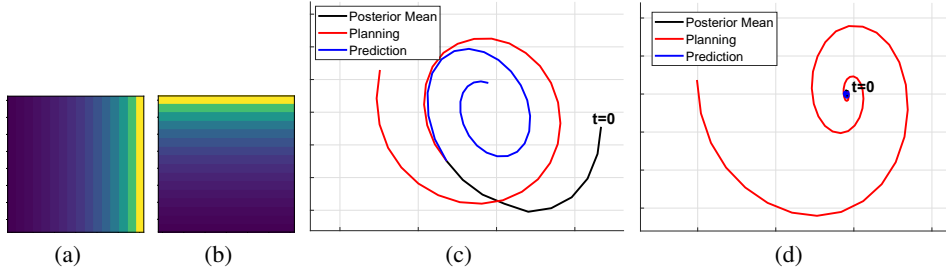 Posterior Mean
Planning
Prediction
t=0
Posterior Mean
Planning
Prediction
t=0
(a)
(b)
(c)
(d)